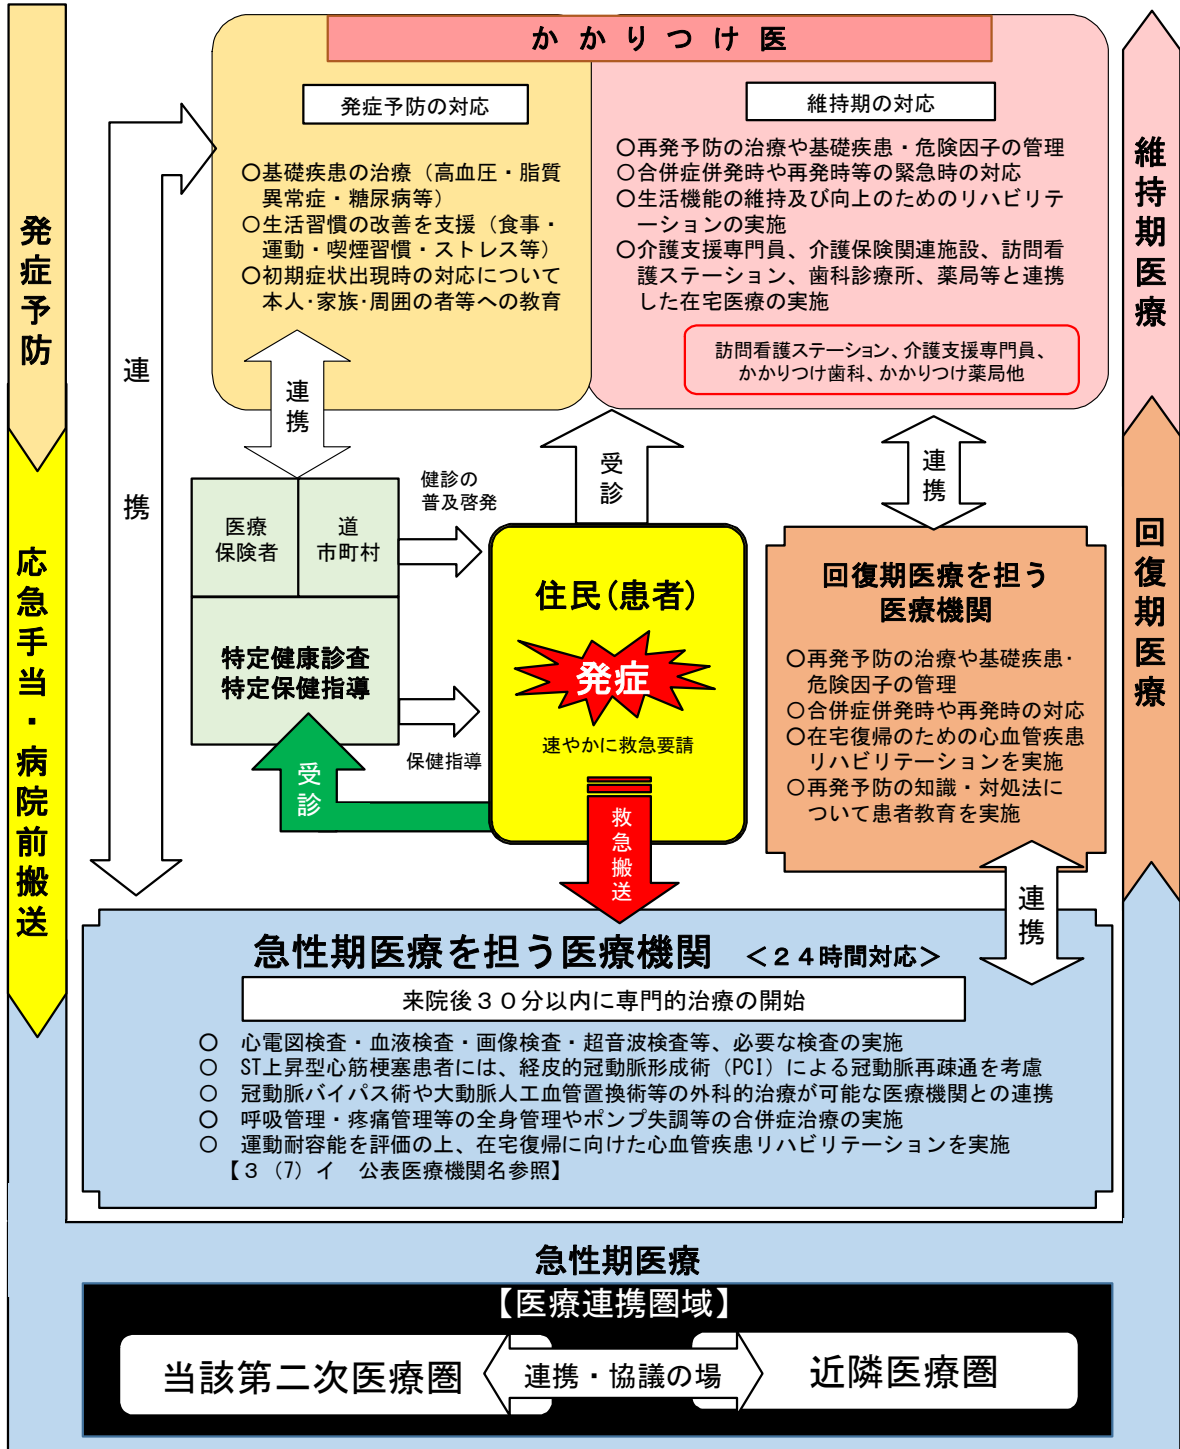 かかりつけ医
発症予防の対応
○基礎疾患の治療（高血圧・脂質
異常症・糖尿病等）
○生活習慣の改善を支援（食事・
運動・喫煙習慣・ストレス等）
○初期症状出現時の対応について
本人・家族・周囲の者等への教育
維持期の対応
○再発予防の治療や基礎疾患・危険因子の管理
○合併症併発時や再発時等の緊急時の対応
○生活機能の維持及び向上のためのリハビリテ
ーションの実施
○介護支援専門員、介護保険関連施設、訪問看
護ステーション、歯科診療所、薬局等と連携
した在宅医療の実施
訪問看護ステーション、介護支援専門員、
かかりつけ歯科、かかりつけ薬局他
発症予防
応急手当・病院前搬送
維持期医療
回復期医療
連携
連携
受診
連携
医療
保険者
道
市町村
健診の
普及啓発
特定健康診査
特定保健指導
保健指導
受診
住民（患者）
発症
速やかに救急要請
救急搬送
回復期医療を担う
医療機関
○再発予防の治療や基礎疾患・
危険因子の管理
○合併症併発時や再発時の対応
○在宅復帰のための心血管疾患
リハビリテーションを実施
○再発予防の知識・対処法に
ついて患者教育を実施
連携
急性期医療を担う医療機関　＜２４時間対応＞
来院後３０分以内に専門的治療の開始
○　心電図検査・血液検査・画像検査・超音波検査等、必要な検査の実施
○　ST上昇型心筋梗塞患者には、経皮的冠動脈形成術（PCI）による冠動脈再疎通を考慮
○　冠動脈バイパス術や大動脈人工血管置換術等の外科的治療が可能な医療機関との連携
○　呼吸管理・疼痛管理等の全身管理やポンプ失調等の合併症治療の実施
○　運動耐容能を評価の上、在宅復帰に向けた心血管疾患リハビリテーションを実施
【３（7）イ　公表医療機関名参照】
急性期医療
【医療連携圏域】
当該第二次医療圏
連携・協議の場
近隣医療圏